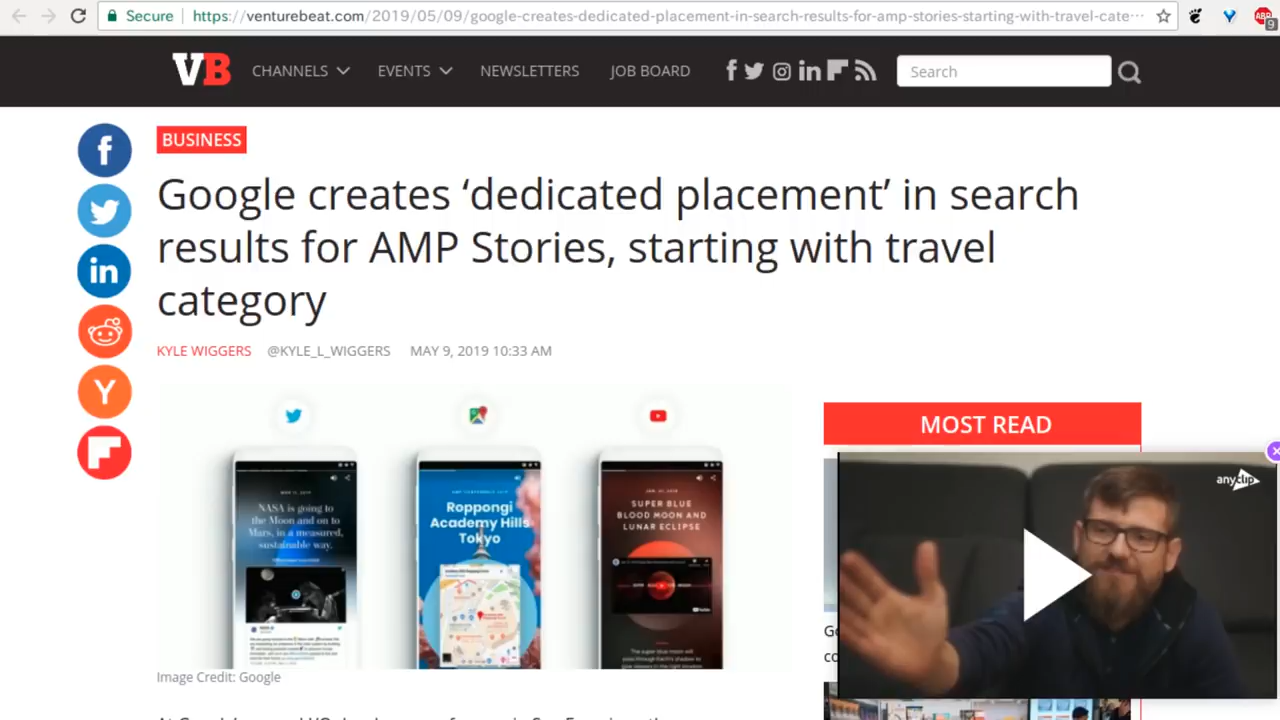 Secure
https://venturebeat.com/2019/05/09/google-creates-dedicated-placement-in-search-results-for-amp-stories-starting-with-travel-cate…
ABP
9
VB
CHANNELS
EVENTS
NEWSLETTERS
JOB BOARD
Search
BUSINESS
Google creates ‘dedicated placement’ in search
results for AMP Stories, starting with travel
category
KYLE WIGGERS @KYLE_L_WIGGERS MAY 9, 2019 10:33 AM
NASA is going to
the Moon and on to
Mars, in a measured,
sustainable way.
Roppongi
Academy Hills
Tokyo
SUPER BLUE
BLOOD MOON AND
LUNAR ECLIPSE
MOST READ
anyclip
Image Credit: Google